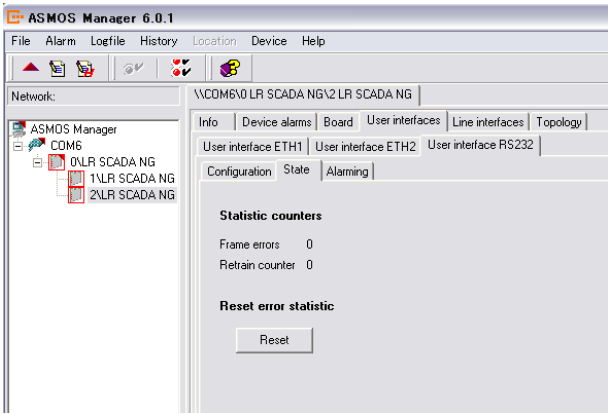 ASMOS Manager 6.0.1
File Alarm Logfile History Location Device Help
Network:
\\COM6\0 LR SCADA NG\2 LR SCADA NG
ASMOS Manager
COM6
0\LR SCADA NG
1\LR SCADA NG
2\LR SCADA NG
Info Device alarms Board User interfaces Line interfaces Topology
User interface ETH1 User interface ETH2 User interface RS232
Configuration State Alarming
Statistic counters
Frame errors 0
Retrain counter 0
Reset error statistic
Reset